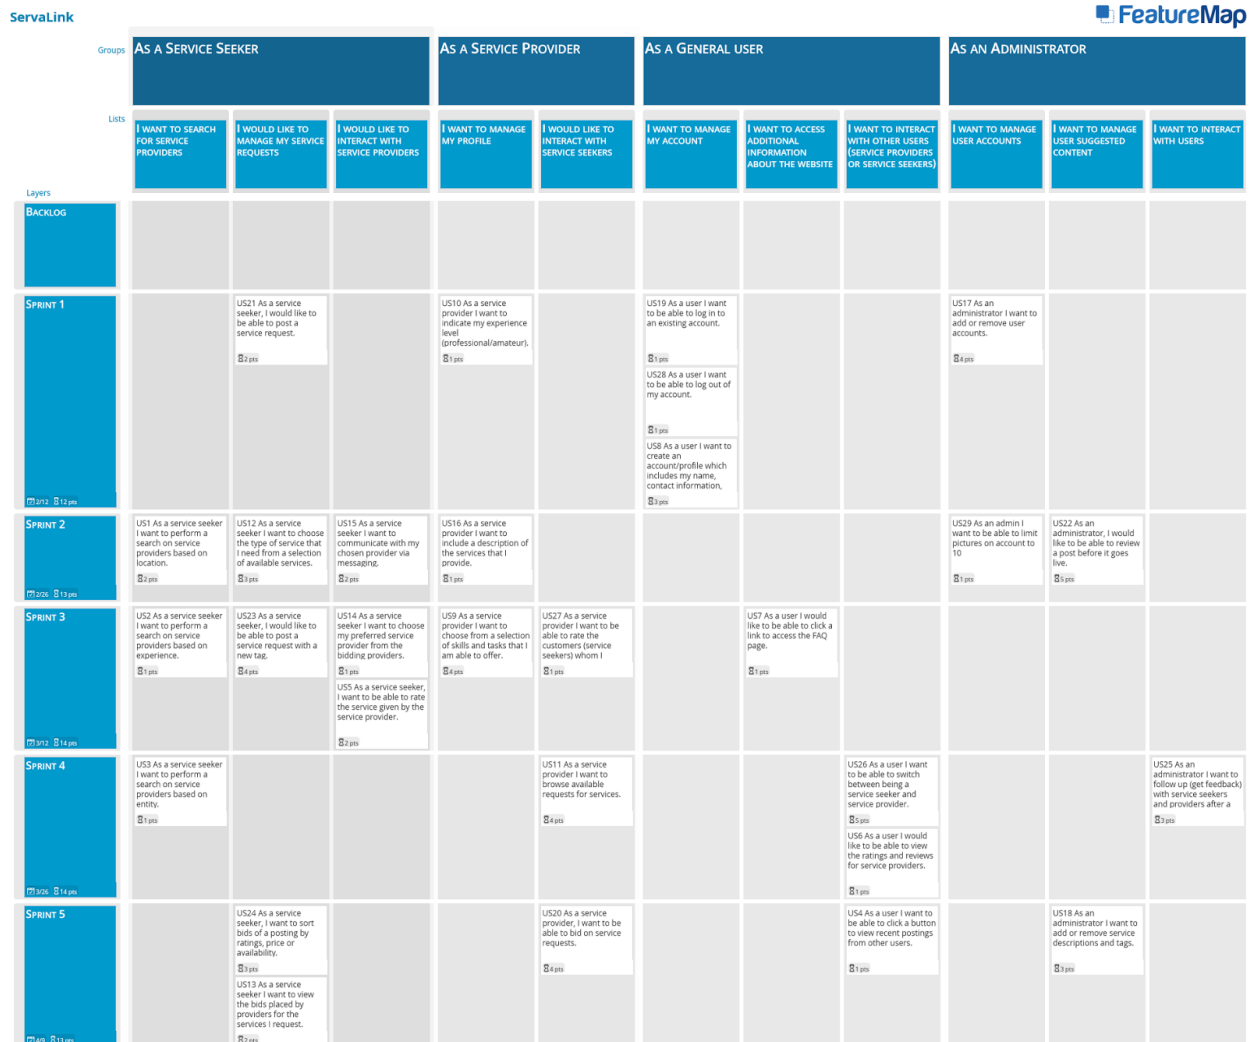 ServaLink
FeatureMap
Groups
AS A SERVICE SEEKER
AS A SERVICE PROVIDER
AS A GENERAL USER
AS AN ADMINISTRATOR
Lists
I WANT TO SEARCH
FOR SERVICE
PROVIDERS
I WOULD LIKE TO
MANAGE MY SERVICE
REQUESTS
I WOULD LIKE TO
INTERACT WITH
SERVICE PROVIDERS
I WANT TO MANAGE
MY PROFILE
I WOULD LIKE TO
INTERACT WITH
SERVICE SEEKERS
I WANT TO MANAGE
MY ACCOUNT
I WANT TO ACCESS
ADDITIONAL
INFORMATION
ABOUT THE WEBSITE
I WANT TO INTERACT
WITH OTHER USERS
(SERVICE PROVIDERS
OR SERVICE SEEKERS)
I WANT TO MANAGE
USER ACCOUNTS
I WANT TO MANAGE
USER SUGGESTED
CONTENT
I WANT TO INTERACT
WITH USERS
Layers
BACKLOG
SPRINT 1
2/12 12 pts
US21 As a service
seeker, I would like to
be able to post a
service request.
2 pts
US10 As a service
provider I want to
indicate my experience
level
(professional/amateur).
1 pts
US19 As a user I want
to be able to log in to
an existing account.
1 pts
US28 As a user I want
to be able to log out of
my account.
1 pts
US8 As a user I want to
create an
account/profile which
includes my name,
contact information,
3 pts
US17 As an
administrator I want to
add or remove user
accounts.
4 pts
SPRINT 2
2/26 13 pts
US1 As a service seeker
I want to perform a
search on service
providers based on
location.
2 pts
US12 As a service
seeker I want to choose
the type of service that
I need from a selection
of available services.
3 pts
US15 As a service
seeker I want to
communicate with my
chosen provider via
messaging.
2 pts
US16 As a service
provider I want to
include a description of
the services that I
provide.
1 pts
US29 As an admin I
want to be able to limit
pictures on account to
10
1 pts
US22 As an
administrator, I would
like to be able to review
a post before it goes
live.
5 pts
SPRINT 3
3/12 14 pts
US2 As a service seeker
I want to perform a
search on service
providers based on
experience.
1 pts
US23 As a service
seeker, I would like to
be able to post a
service request with a
new tag.
4 pts
US14 As a service
seeker I want to choose
my preferred service
provider from the
bidding providers.
1 pts
US5 As a service seeker,
I want to be able to rate
the service given by the
service provider.
2 pts
US9 As a service
provider I want to
choose from a selection
of skills and tasks that I
am able to offer.
4 pts
US27 As a service
provider I want to be
able to rate the
customers (service
seekers) whom I
1 pts
US7 As a user I would
like to be able to click a
link to access the FAQ
page.
1 pts
SPRINT 4
3/26 14 pts
US3 As a service seeker
I want to perform a
search on service
providers based on
entity.
1 pts
US11 As a service
provider I want to
browse available
requests for services.
4 pts
US26 As a user I want
to be able to switch
between being a
service seeker and
service provider.
5 pts
US6 As a user I would
like to be able to view
the ratings and reviews
for service providers.
1 pts
US25 As an
administrator I want to
follow up (get feedback)
with service seekers
and providers after a
3 pts
SPRINT 5
4/9 13 pts
US24 As a service
seeker, I want to sort
bids of a posting by
ratings, price or
availability.
3 pts
US13 As a service
seeker I want to view
the bids placed by
providers for the
services I request.
2 pts
US20 As a service
provider, I want to be
able to bid on service
requests.
4 pts
US4 As a user I want to
be able to click a button
to view recent postings
from other users.
1 pts
US18 As an
administrator I want to
add or remove service
descriptions and tags.
3 pts